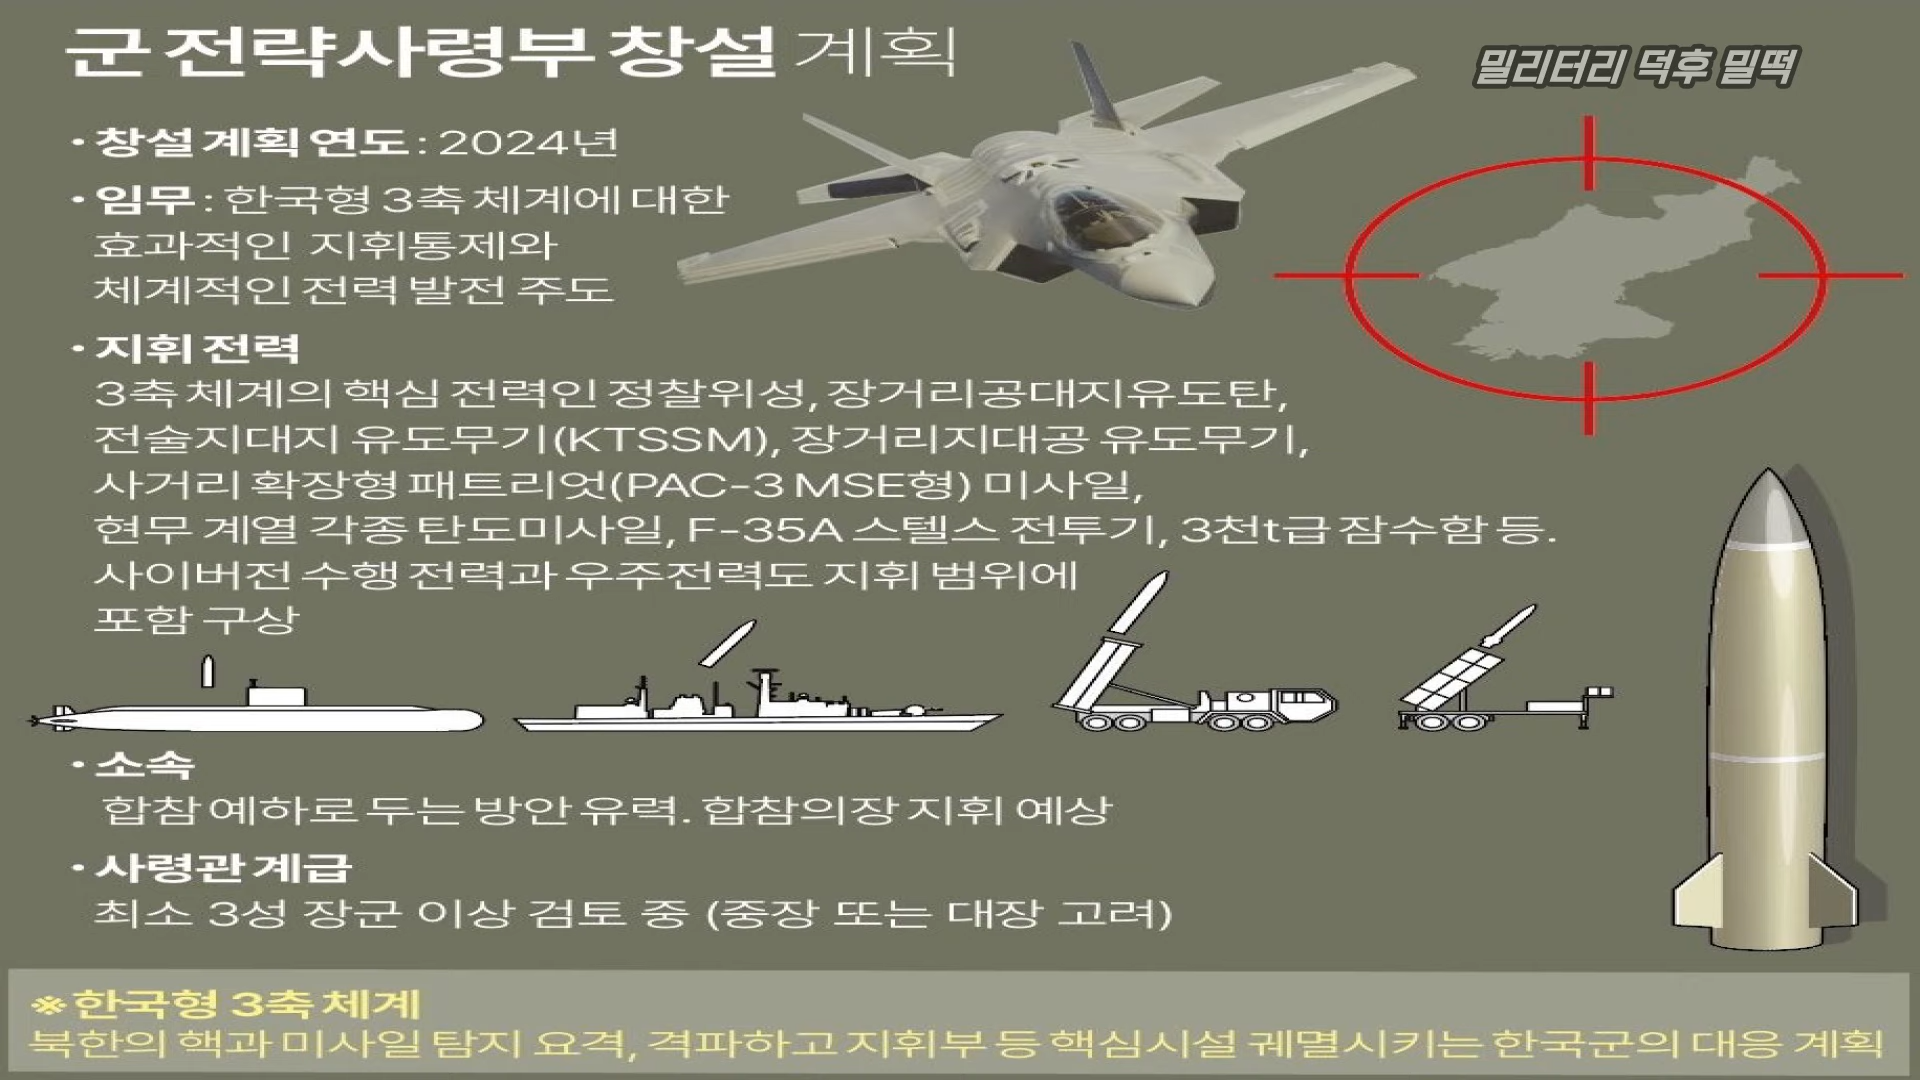 군 전략사령부 창설 계획
밀리터리 덕후 밀떡
· 창설 계획 연도 : 2024년
· 임무 : 한국형 3축 체계에 대한
효과적인 지휘통제와
체계적인 전력 발전 주도
· 지휘 전력
3축 체계의 핵심 전력인 정찰위성, 장거리공대지유도탄,
전술지대지 유도무기(KTSSM), 장거리지대공 유도무기,
사거리 확장형 패트리엇(PAC-3 MSE형) 미사일,
현무 계열 각종 탄도미사일, F-35A 스텔스 전투기, 3천t급 잠수함 등.
사이버전 수행 전력과 우주전력도 지휘 범위에
포함 구상
· 소속
합참 예하로 두는 방안 유력. 합참의장 지휘 예상
· 사령관 계급
최소 3성 장군 이상 검토 중 (중장 또는 대장 고려)
※한국형 3축 체계
북한의 핵과 미사일 탐지 요격, 격파하고 지휘부 등 핵심시설 궤멸시키는 한국군의 대응 계획